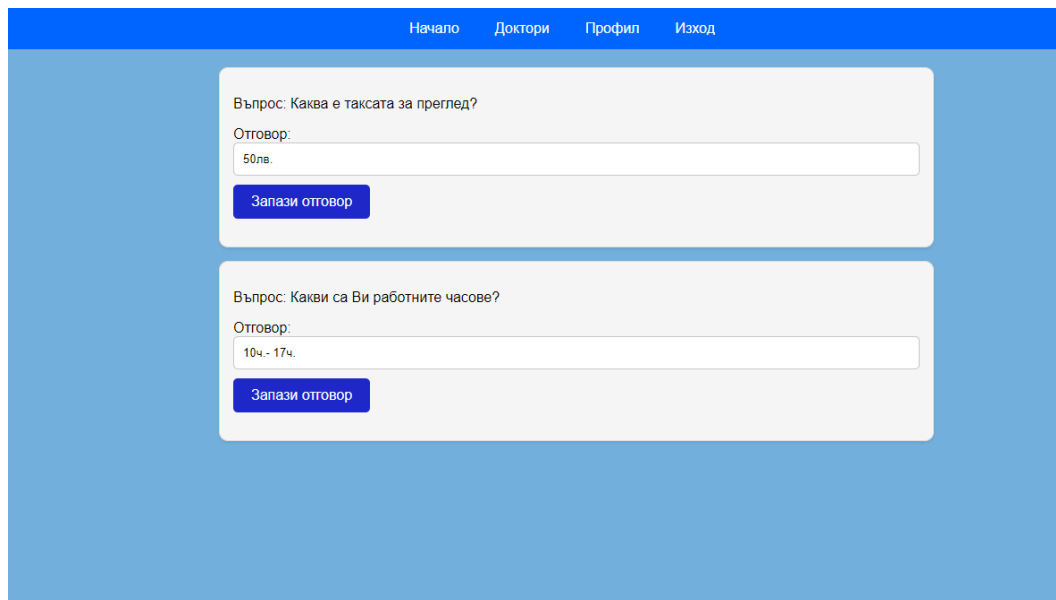 Начало Доктори Профил Изход
Въпрос: Каква е таксата за преглед?
Отговор:
50лв.
Запази отговор
Въпрос: Какви са Ви работните часове?
Отговор:
10ч.- 17ч.
Запази отговор